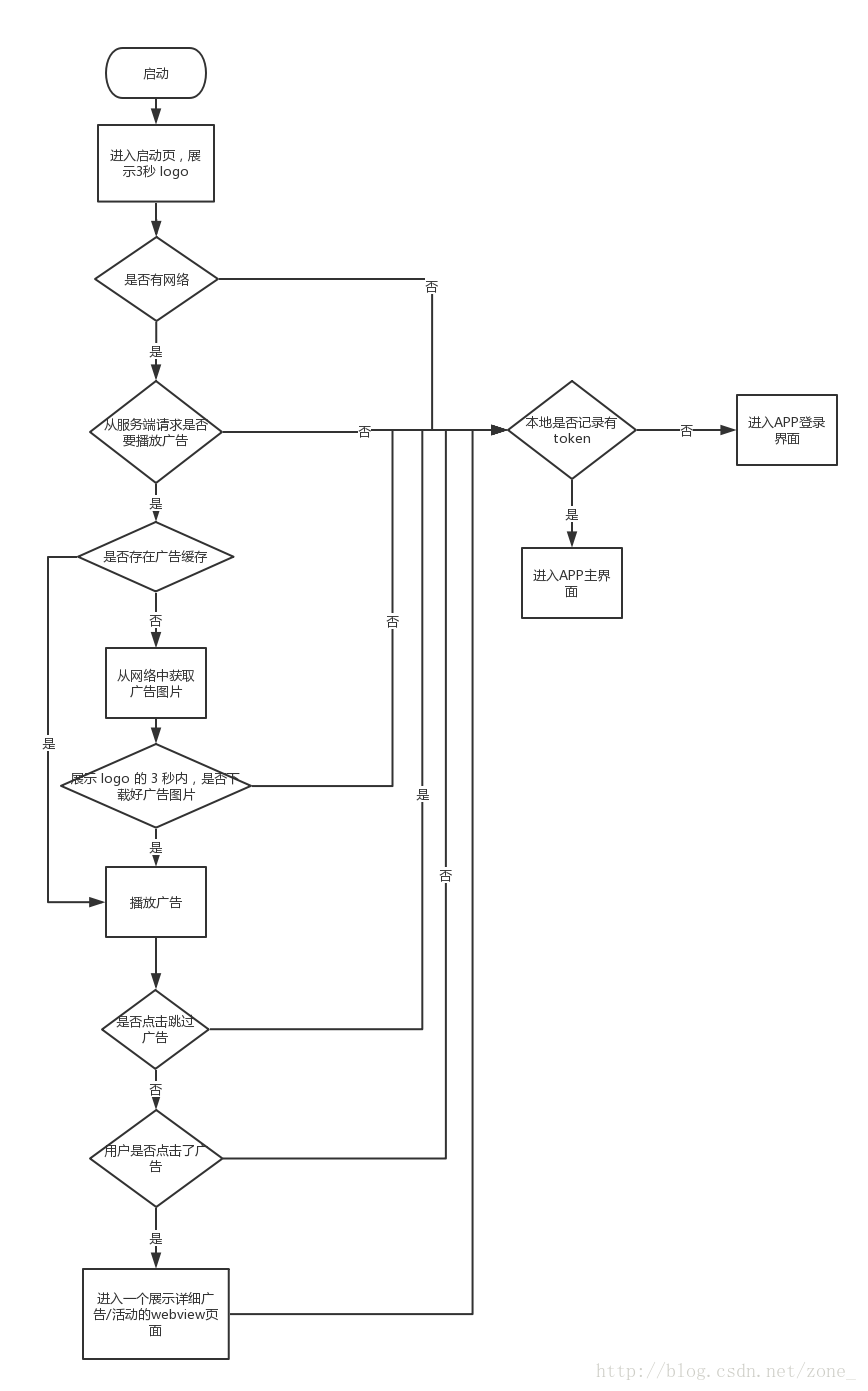 启动
进入启动页，展
示3秒 logo
是否有网络
否
是
从服务端请求是否
要播放广告
否
本地是否记录有
token
否
进入APP登录
界面
是
是
是否存在广告缓存
进入APP主界
面
否
否
从网络中获取
广告图片
是
展示 logo 的 3 秒内，是否下
载好广告图片
是
是
否
播放广告
是否点击跳过
广告
否
用户是否点击了广
告
是
进入一个展示详细广
告/活动的webview页
面
http://blog.csdn.net/zone_